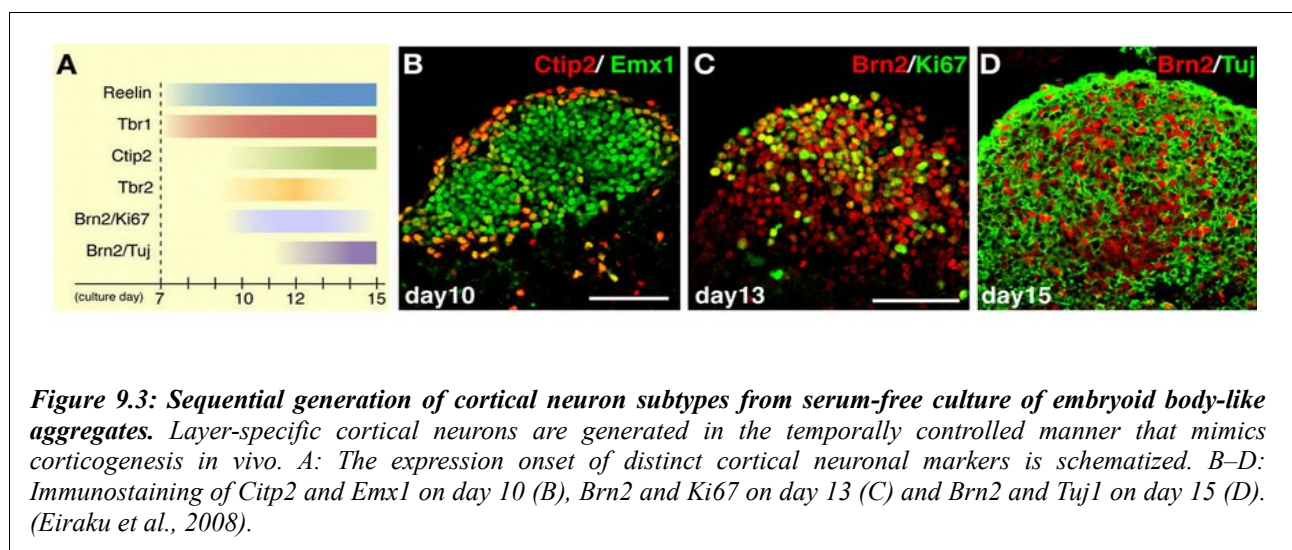 A
Reelin
Tbr1
Ctip2
Tbr2
Brn2/Ki67
Brn2/Tuj
(culture day) 7 10 12 15
B
Ctip2/ Emx1
day10
C
Brn2/Ki67
day13
D
Brn2/Tuj
day15
Figure 9.3: Sequential generation of cortical neuron subtypes from serum-free culture of embryoid body-like
aggregates. Layer-specific cortical neurons are generated in the temporally controlled manner that mimics
corticogenesis in vivo. A: The expression onset of distinct cortical neuronal markers is schematized. B–D:
Immunostaining of Citp2 and Emx1 on day 10 (B), Brn2 and Ki67 on day 13 (C) and Brn2 and Tuj1 on day 15 (D).
(Eiraku et al., 2008).